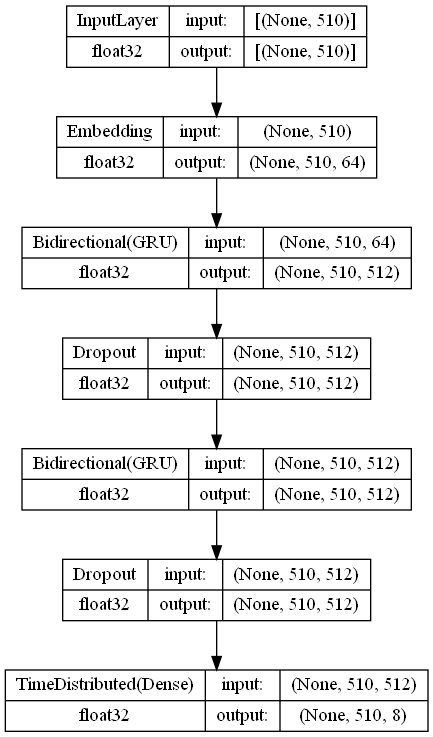 InputLayer input: [(None, 510)]
float32 output: [(None, 510)]
Embedding input: (None, 510)
float32 output: (None, 510, 64)
Bidirectional(GRU) input: (None, 510, 64)
float32 output: (None, 510, 512)
Dropout input: (None, 510, 512)
float32 output: (None, 510, 512)
Bidirectional(GRU) input: (None, 510, 512)
float32 output: (None, 510, 512)
Dropout input: (None, 510, 512)
float32 output: (None, 510, 512)
TimeDistributed(Dense) input: (None, 510, 512)
float32 output: (None, 510, 8)